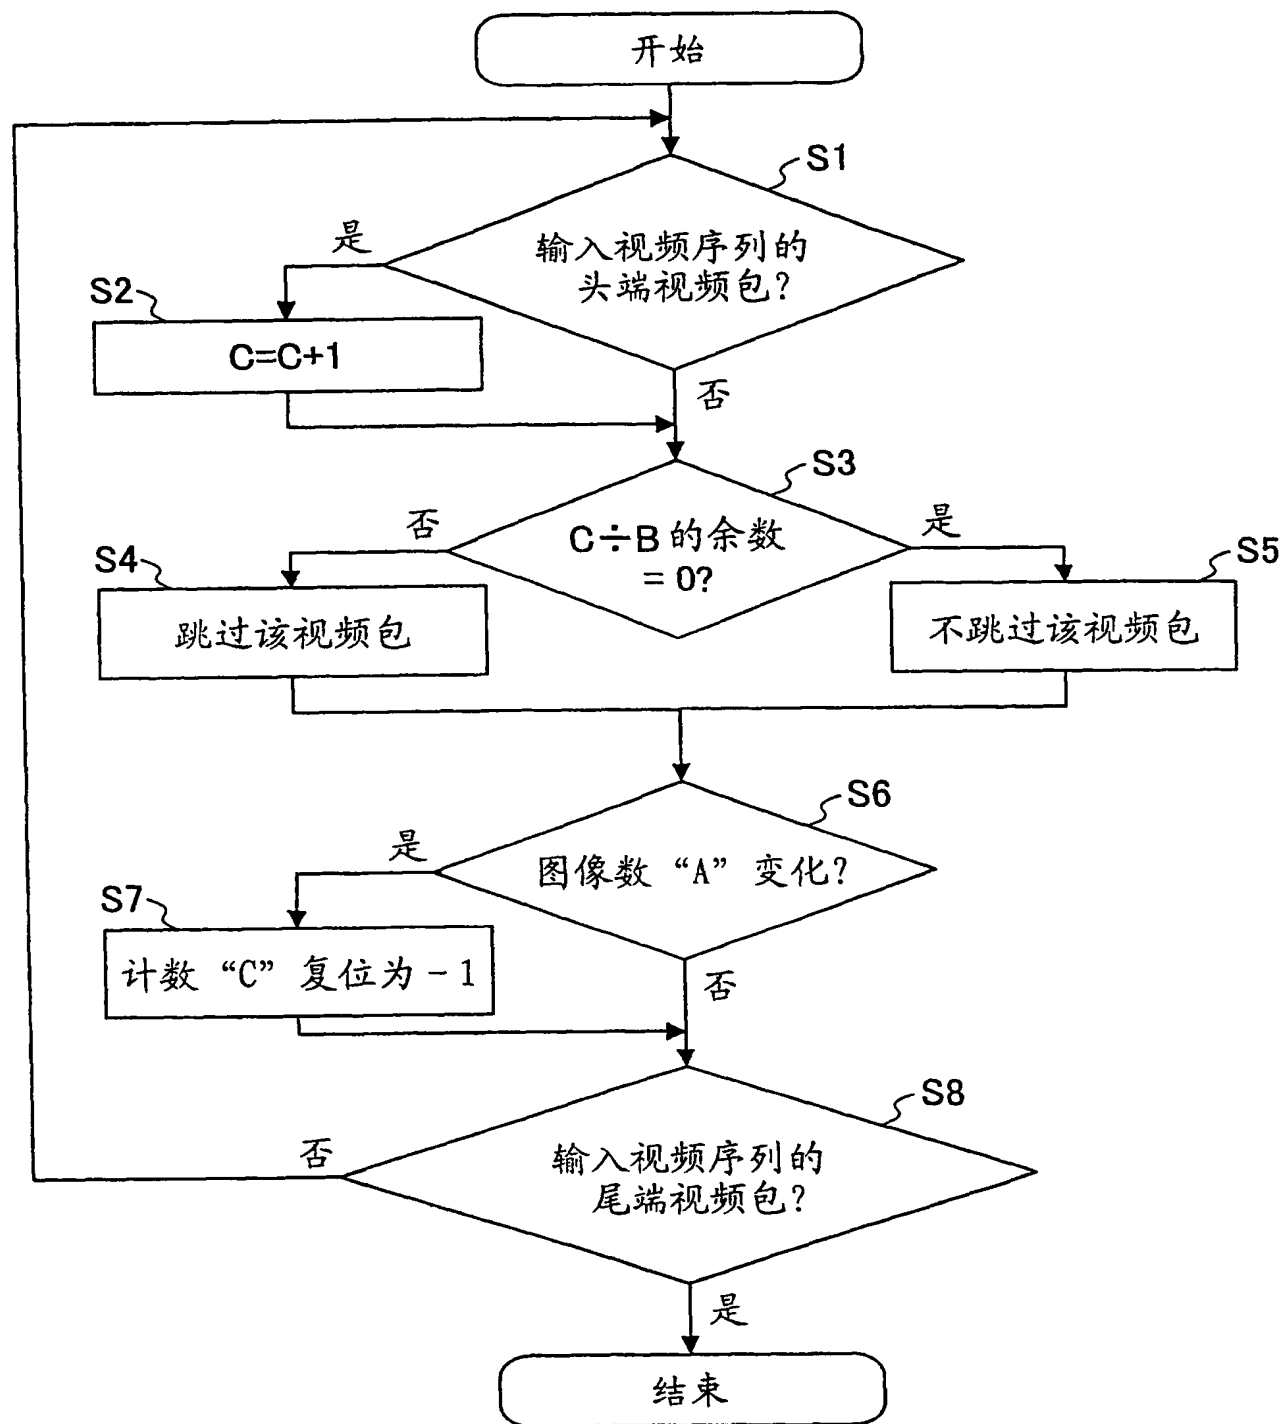 开始
S1
是
输入视频序列的
头端视频包?
S2
C=C+1
否
S3
否
C÷B 的余数
= 0?
是
S4
跳过该视频包
S5
不跳过该视频包
S6
是
图像数 “A” 变化?
S7
计数 “C” 复位为 - 1
否
S8
否
输入视频序列的
尾端视频包?
是
结束